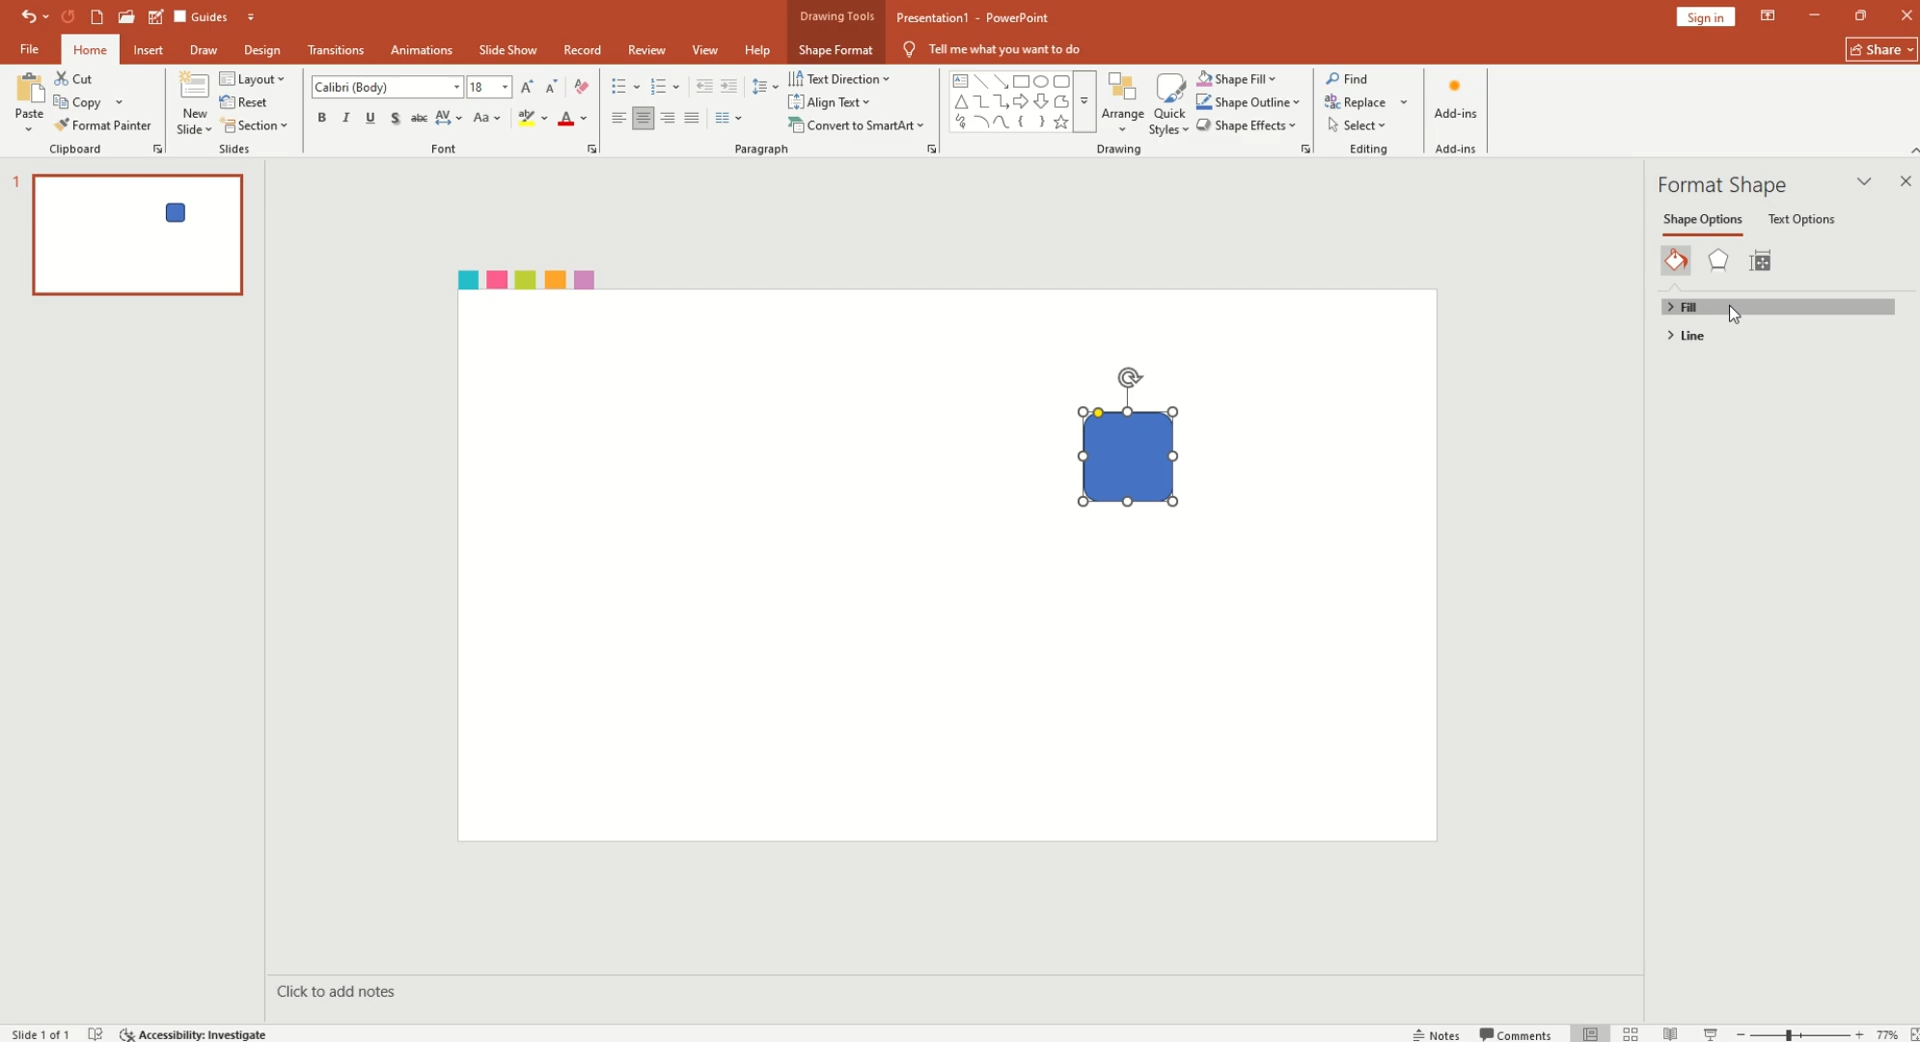 Guides
Drawing Tools
Presentation1 - PowerPoint
Sign in
File Home Insert Draw Design Transitions Animations Slide Show Record Review View Help Shape Format Tell me what you want to do
Share
Paste
Cut
Copy
Format Painter
Clipboard
New
Slide
Layout
Reset
Section
Slides
Calibri (Body) 18
B I U S abc AV Aa ab A
Font
Text Direction
Align Text
Convert to SmartArt
Paragraph
Arrange
Quick
Styles
Shape Fill
Shape Outline
Shape Effects
Drawing
Find
Replace
Select
Editing
Add-ins
Add-ins
1
Format Shape
Shape Options Text Options
Fill
Line
Click to add notes
Slide 1 of 1 Accessibility: Investigate
Notes Comments 77%